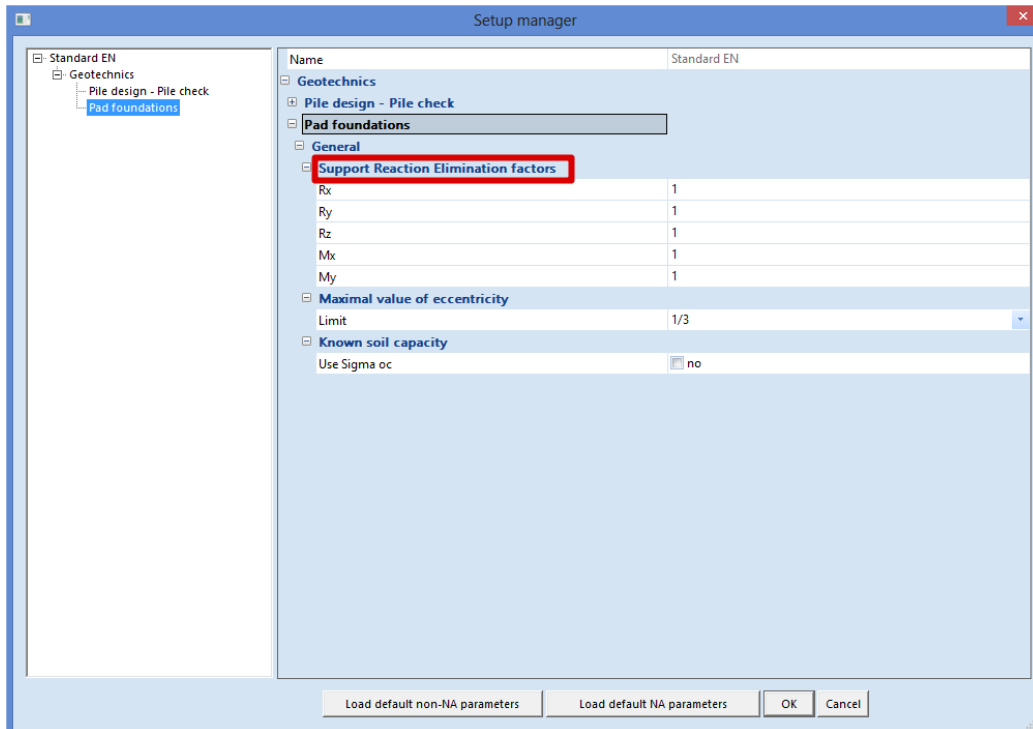 Setup manager
Standard EN
Geotechnics
Pile design - Pile check
Pad foundations
Name Standard EN
Geotechnics
Pile design - Pile check
Pad foundations
General
Support Reaction Elimination factors
Rx 1
Ry 1
Rz 1
Mx 1
My 1
Maximal value of eccentricity
Limit 1/3
Known soil capacity
Use Sigma oc no
Load default non-NA parameters Load default NA parameters OK Cancel